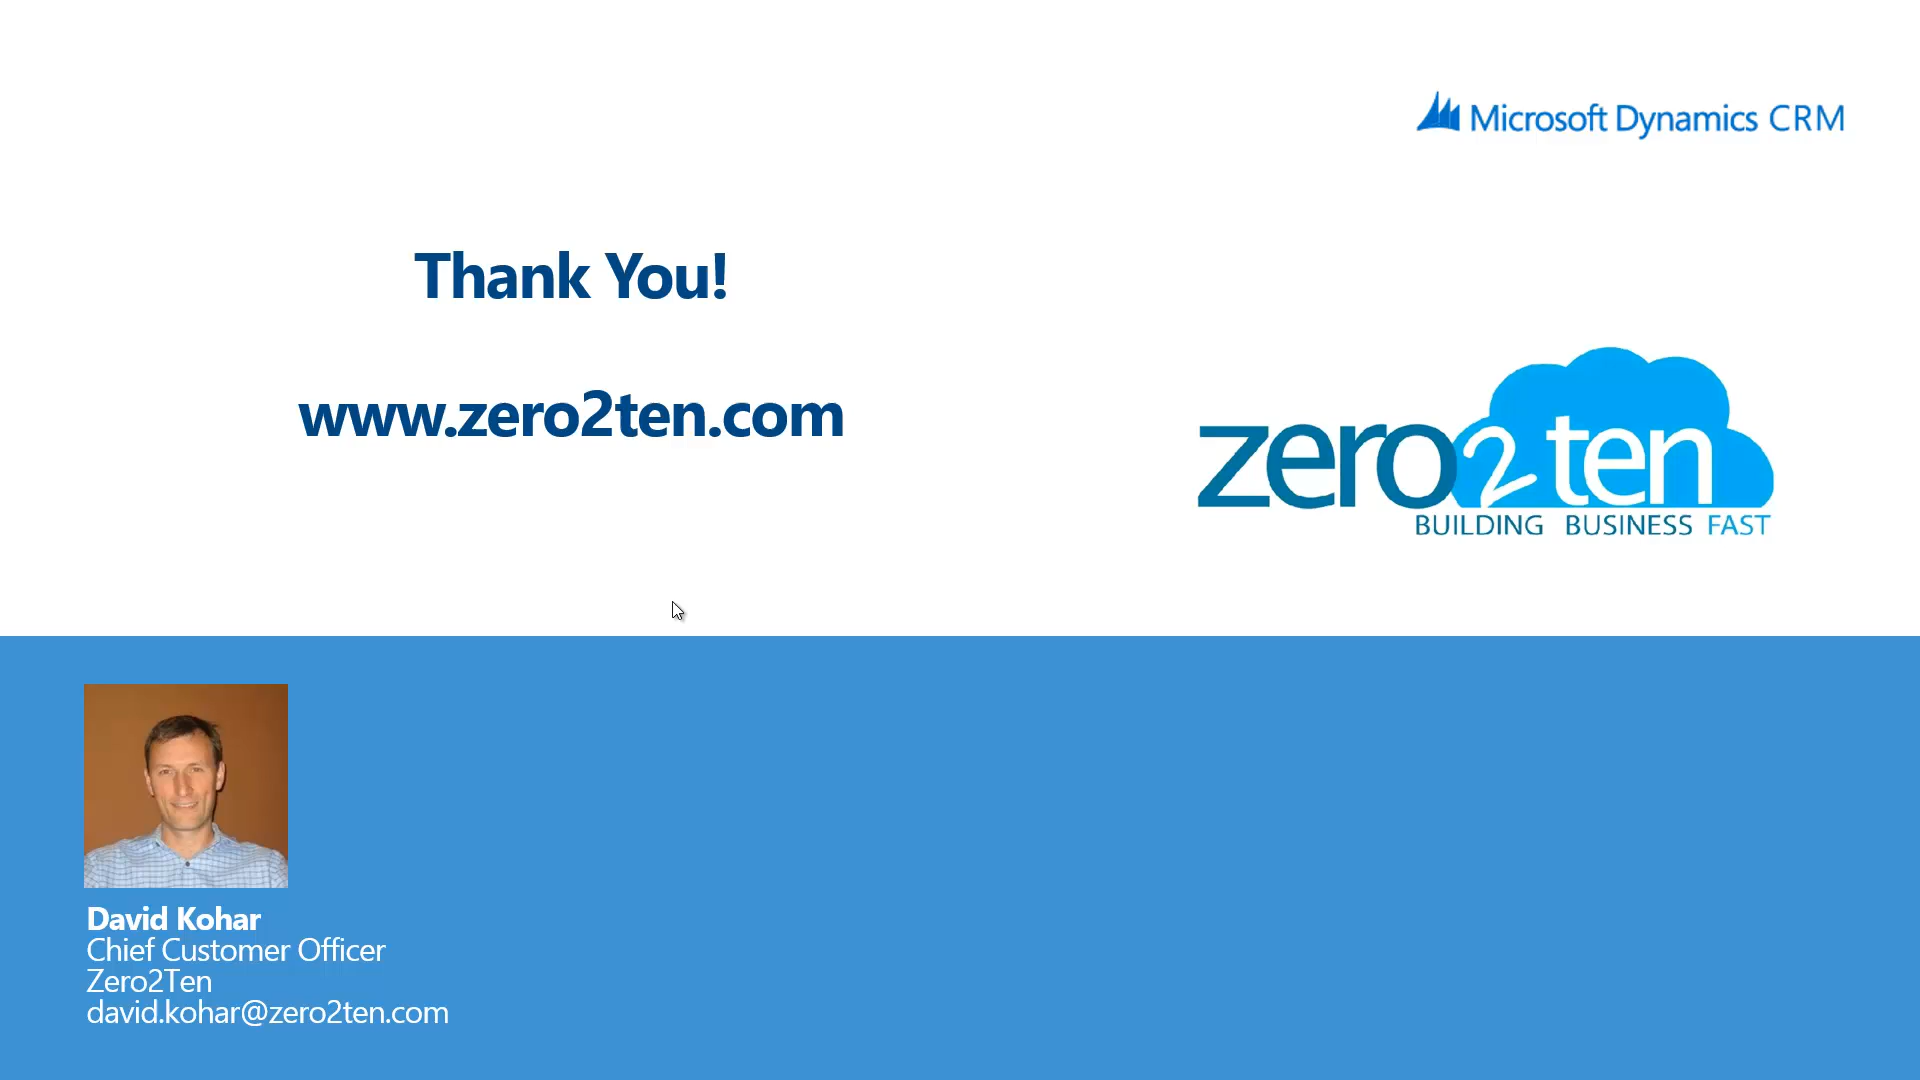 Microsoft Dynamics CRM
Thank You!
www.zero2ten.com
zero2ten
BUILDING BUSINESS FAST
David Kohar
Chief Customer Officer
Zero2Ten
david.kohar@zero2ten.com